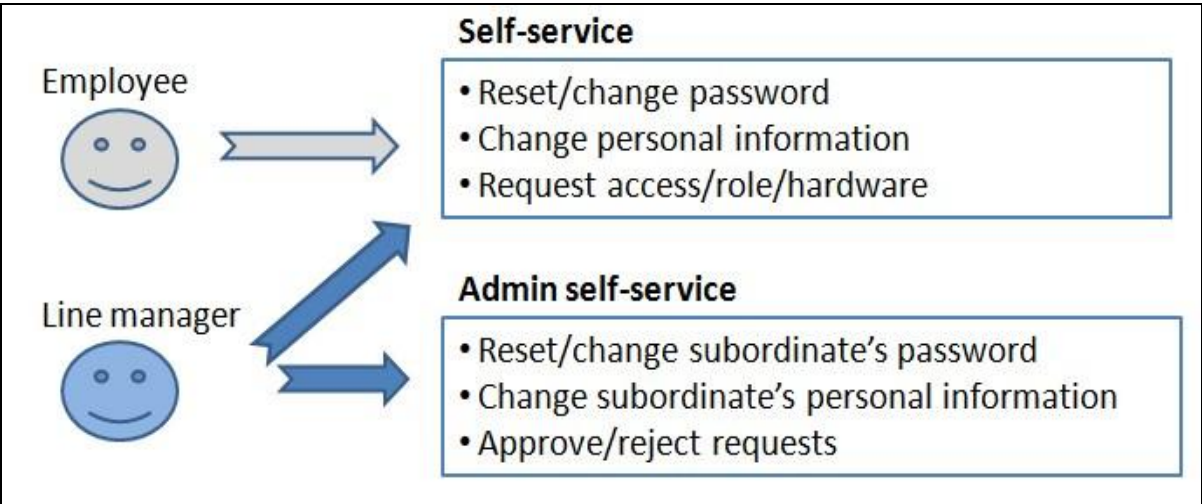 Self-service
Employee
• Reset/change password
• Change personal information
• Request access/role/hardware
Line manager
Admin self-service
• Reset/change subordinate’s password
• Change subordinate’s personal information
• Approve/reject requests